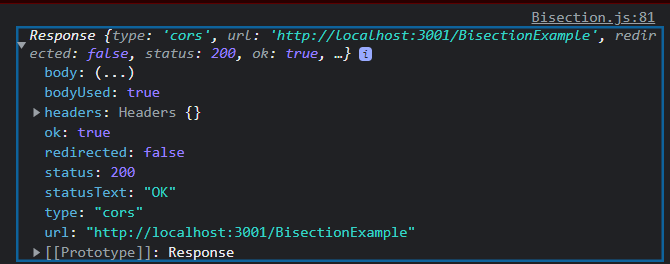 Bisection.js:81
Response {type: 'cors', url: 'http://localhost:3001/BisectionExample', redir
ected: false, status: 200, ok: true, …} i
body: (...)
bodyUsed: true
headers: Headers {}
ok: true
redirected: false
status: 200
statusText: "OK"
type: "cors"
url: "http://localhost:3001/BisectionExample"
[[Prototype]]: Response